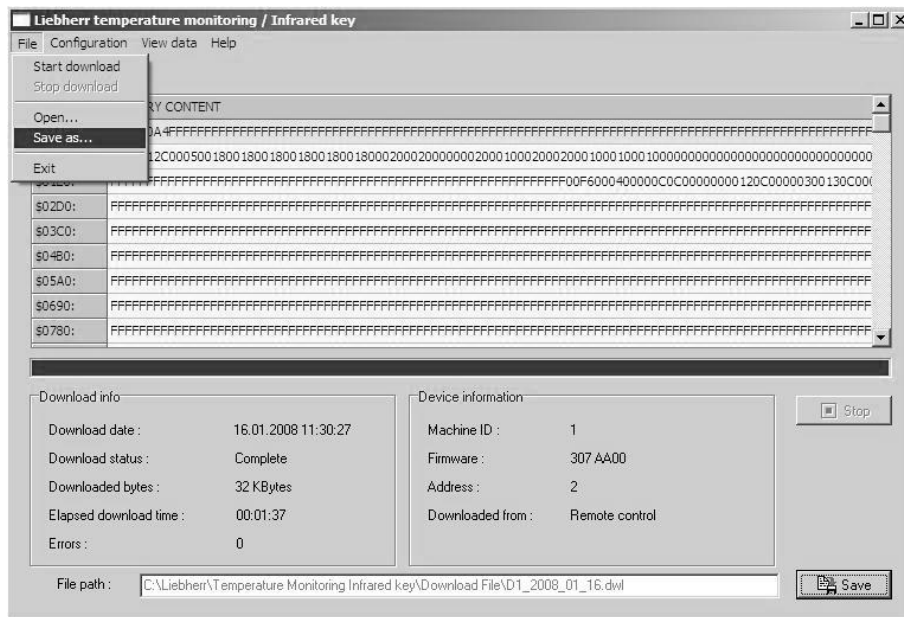 Liebherr temperature monitoring / Infrared key
File Configuration View data Help
Start download
Stop download
Open...
Save as...
Exit
RY CONTENT
$02D0:
$03C0:
$04B0:
$05A0:
$0690:
$0780:
Download info
Download date : 16.01.2008 11:30:27
Download status : Complete
Downloaded bytes : 32 KBytes
Elapsed download time : 00:01:37
Errors : 0
Device information
Machine ID : 1
Firmware : 307 AA00
Address : 2
Downloaded from : Remote control
Stop
File path : C:\Liebherr\Temperature Monitoring Infrared key\Download File\D1_2008_01_16.dwl
Save